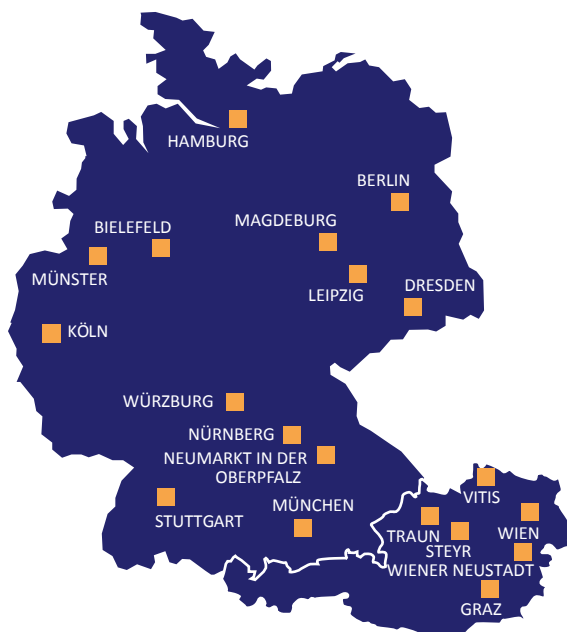 HAMBURG
BERLIN
BIELEFELD
MAGDEBURG
MÜNSTER
LEIPZIG
DRESDEN
KÖLN
WÜRZBURG
NÜRNBERG
NEUMARKT IN DER
OBERPFALZ
STUTTGART
MÜNCHEN
VITIS
TRAUN
STEYR
WIEN
WIENER NEUSTADT
GRAZ